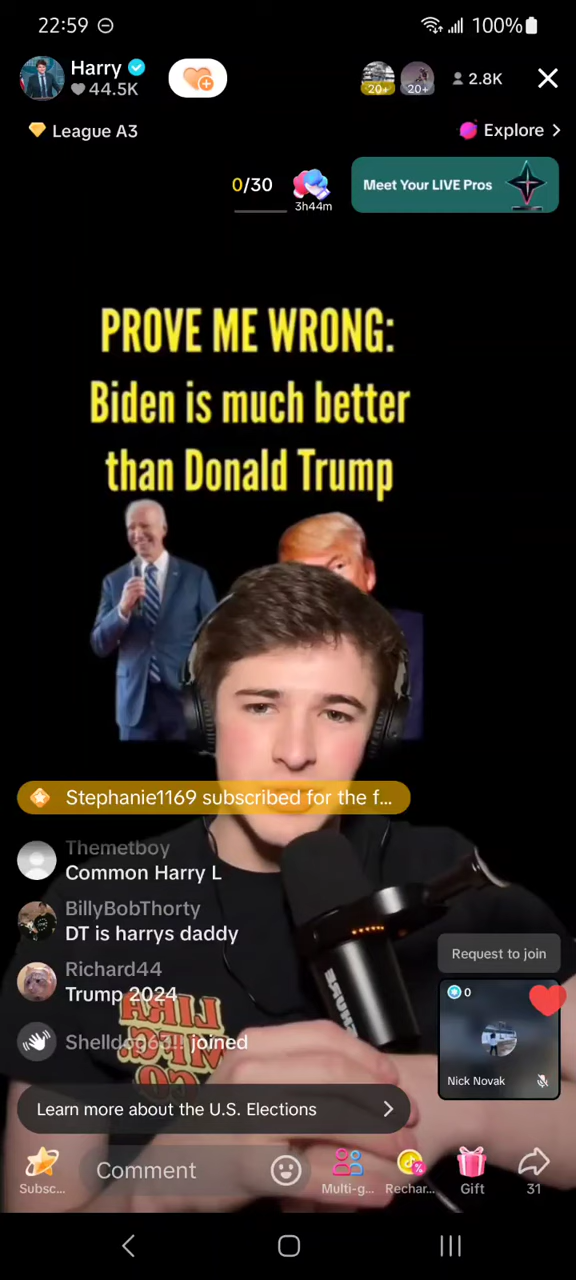 22:59
100%
Harry
44.5K
20+
20+
2.8K
League A3
Explore
0/30
3h44m
Meet Your LIVE Pros
PROVE ME WRONG:
Biden is much better
than Donald Trump
Stephanie1169 subscribed for the f...
Themetboy
Common Harry L
BillyBobThorty
DT is harrys daddy
Richard44
Trump 2024
joined
Request to join
0
Nick Novak
Learn more about the U.S. Elections
Comment
Subsc...
Multi-g...
Rechar...
Gift
31